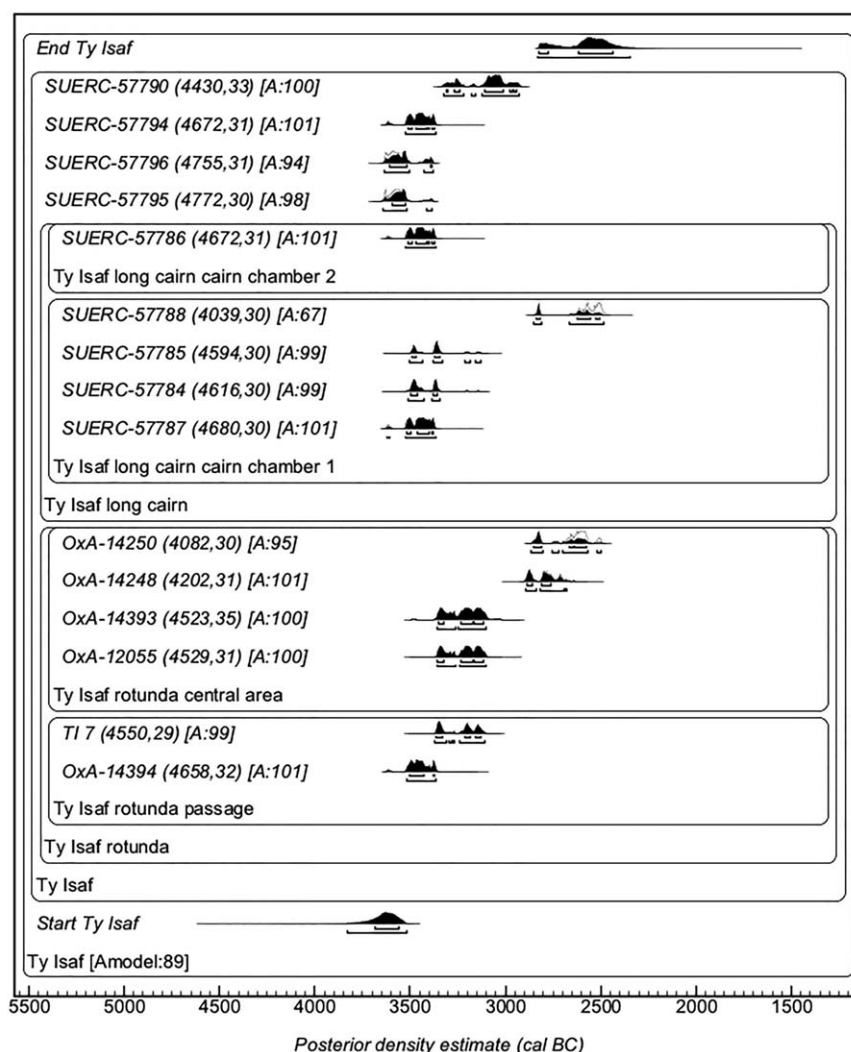 End Ty Isaf
SUERC-57790 (4430,33) [A:100]
SUERC-57794 (4672,31) [A:101]
SUERC-57796 (4755,31) [A:94]
SUERC-57795 (4772,30) [A:98]
SUERC-57786 (4672,31) [A:101]
Ty Isaf long cairn cairn chamber 2
SUERC-57788 (4039,30) [A:67]
SUERC-57785 (4594,30) [A:99]
SUERC-57784 (4616,30) [A:99]
SUERC-57787 (4680,30) [A:101]
Ty Isaf long cairn cairn chamber 1
Ty Isaf long cairn
OxA-14250 (4082,30) [A:95]
OxA-14248 (4202,31) [A:101]
OxA-14393 (4523,35) [A:100]
OxA-12055 (4529,31) [A:100]
Ty Isaf rotunda central area
TI 7 (4550,29) [A:99]
OxA-14394 (4658,32) [A:101]
Ty Isaf rotunda passage
Ty Isaf rotunda
Ty Isaf
Start Ty Isaf
Ty Isaf [Amodel:89]
5500 5000 4500 4000 3500 3000 2500 2000 1500
Posterior density estimate (cal BC)